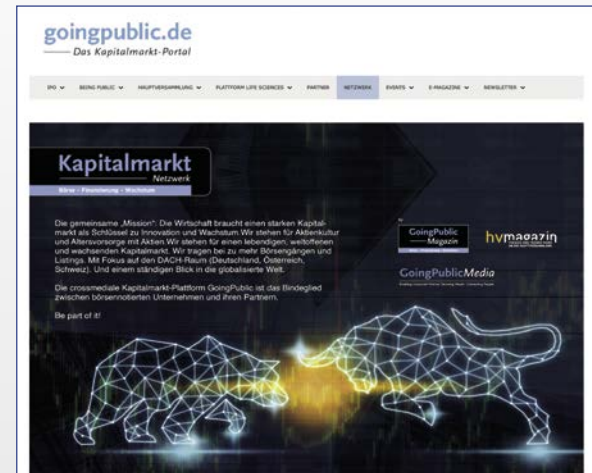 goingpublic.de
Das Kapitalmarkt-Portal
IPO BEING PUBLIC HAUPTVERSAMMLUNG PLATTFORM LIFE SCIENCES PARTNER NETZWERK EVENTS E-MAGAZINE NEWSLETTER
Kapitalmarkt
Netzwerk
Börse - Finanzierung - Wachstum
Die gemeinsame „Mission“: Die Wirtschaft braucht einen starken Kapital-
markt als Schlüssel zu Innovation und Wachstum.Wir stehen für Aktienkultur
und Altersvorsorge mit Aktien.Wir stehen für einen lebendigen, weltoffenen
und wachsenden Kapitalmarkt. Wir tragen bei zu mehr Börsengängen und
Listings. Mit Fokus auf den DACH-Raum (Deutschland, Österreich,
Schweiz). Und einem ständigen Blick in die globalisierte Welt.
Die crossmediale Kapitalmarkt-Plattform GoingPublic ist das Bindeglied
zwischen börsennotierten Unternehmen und ihren Partnern.
Be part of it!
by
GoingPublic
Magazin
hvmagazin
GoingPublicMedia